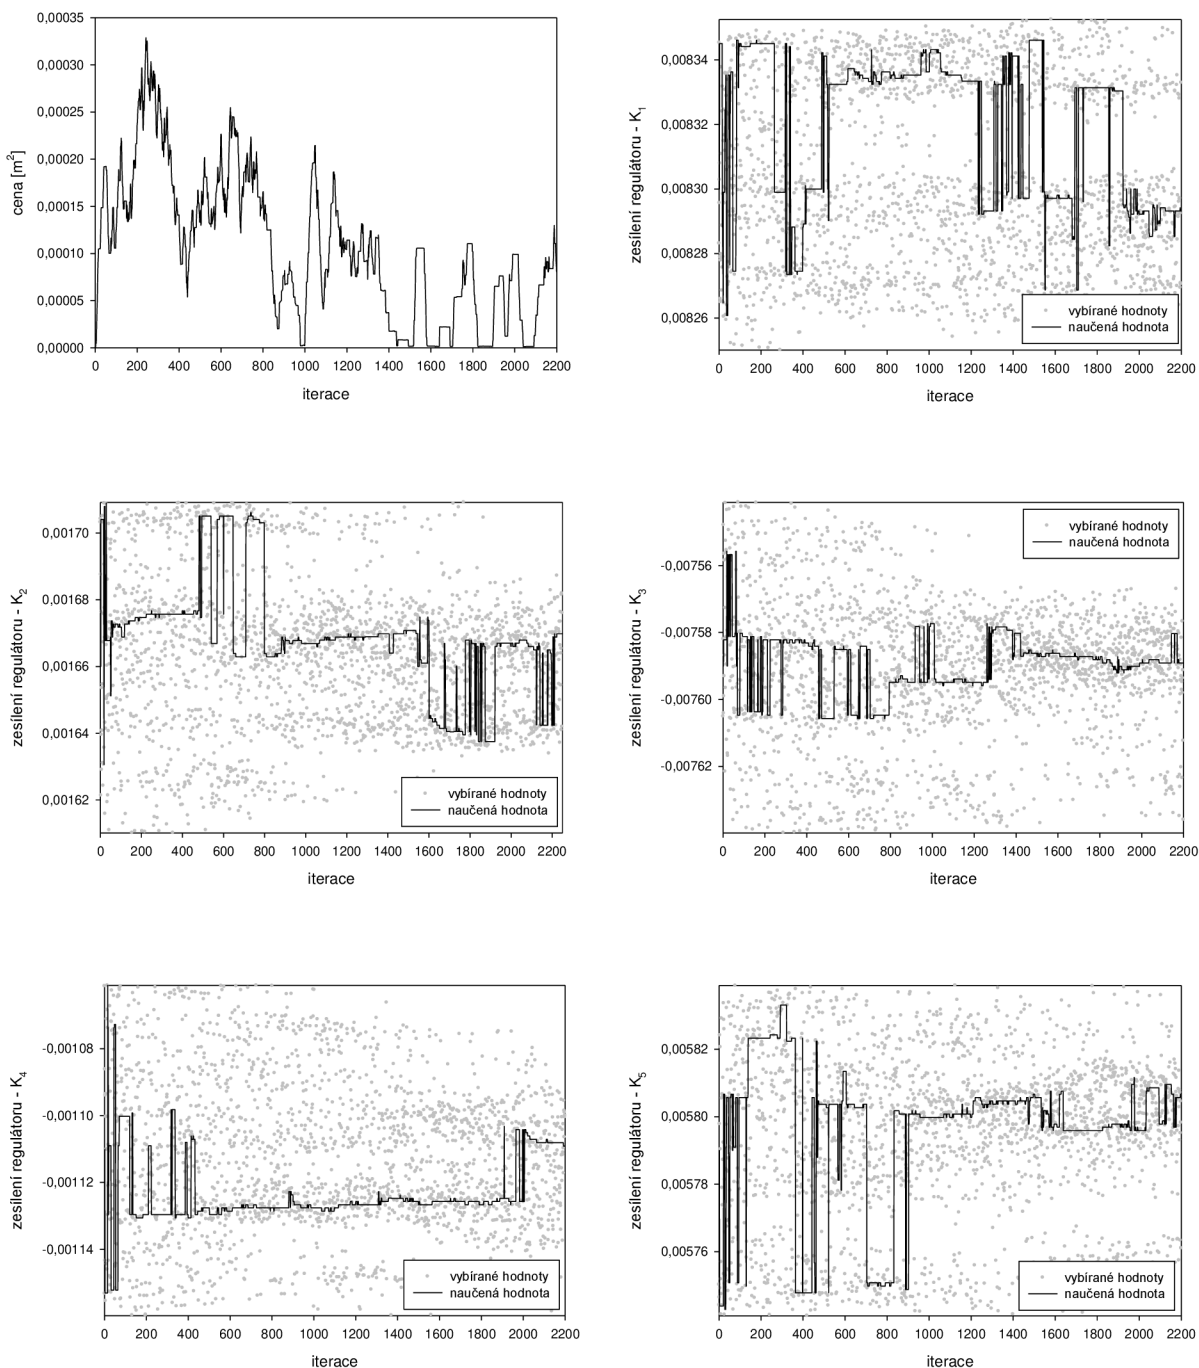 0,00035
0,00030
0,00025
0,00020
0,00015
0,00010
0,00005
0,00000
cena [m²]
0 200 400 600 800 1000 1200 1400 1600 1800 2000 2200
iterace
0,00834
0,00832
0,00830
0,00828
0,00826
zesílení regulátoru - K₁
vybírané hodnoty
naučená hodnota
0 200 400 600 800 1000 1200 1400 1600 1800 2000 2200
iterace
0,00170
0,00168
0,00166
0,00164
0,00162
zesílení regulátoru - K₂
vybírané hodnoty
naučená hodnota
0 200 400 600 800 1000 1200 1400 1600 1800 2000 2200
iterace
-0,00756
-0,00758
-0,00760
-0,00762
zesílení regulátoru - K₃
vybírané hodnoty
naučená hodnota
0 200 400 600 800 1000 1200 1400 1600 1800 2000 2200
iterace
-0,00108
-0,00110
-0,00112
-0,00114
zesílení regulátoru - K₄
vybírané hodnoty
naučená hodnota
0 200 400 600 800 1000 1200 1400 1600 1800 2000 2200
iterace
0,00582
0,00580
0,00578
0,00576
zesílení regulátoru - K₅
vybírané hodnoty
naučená hodnota
0 200 400 600 800 1000 1200 1400 1600 1800 2000 2200
iterace